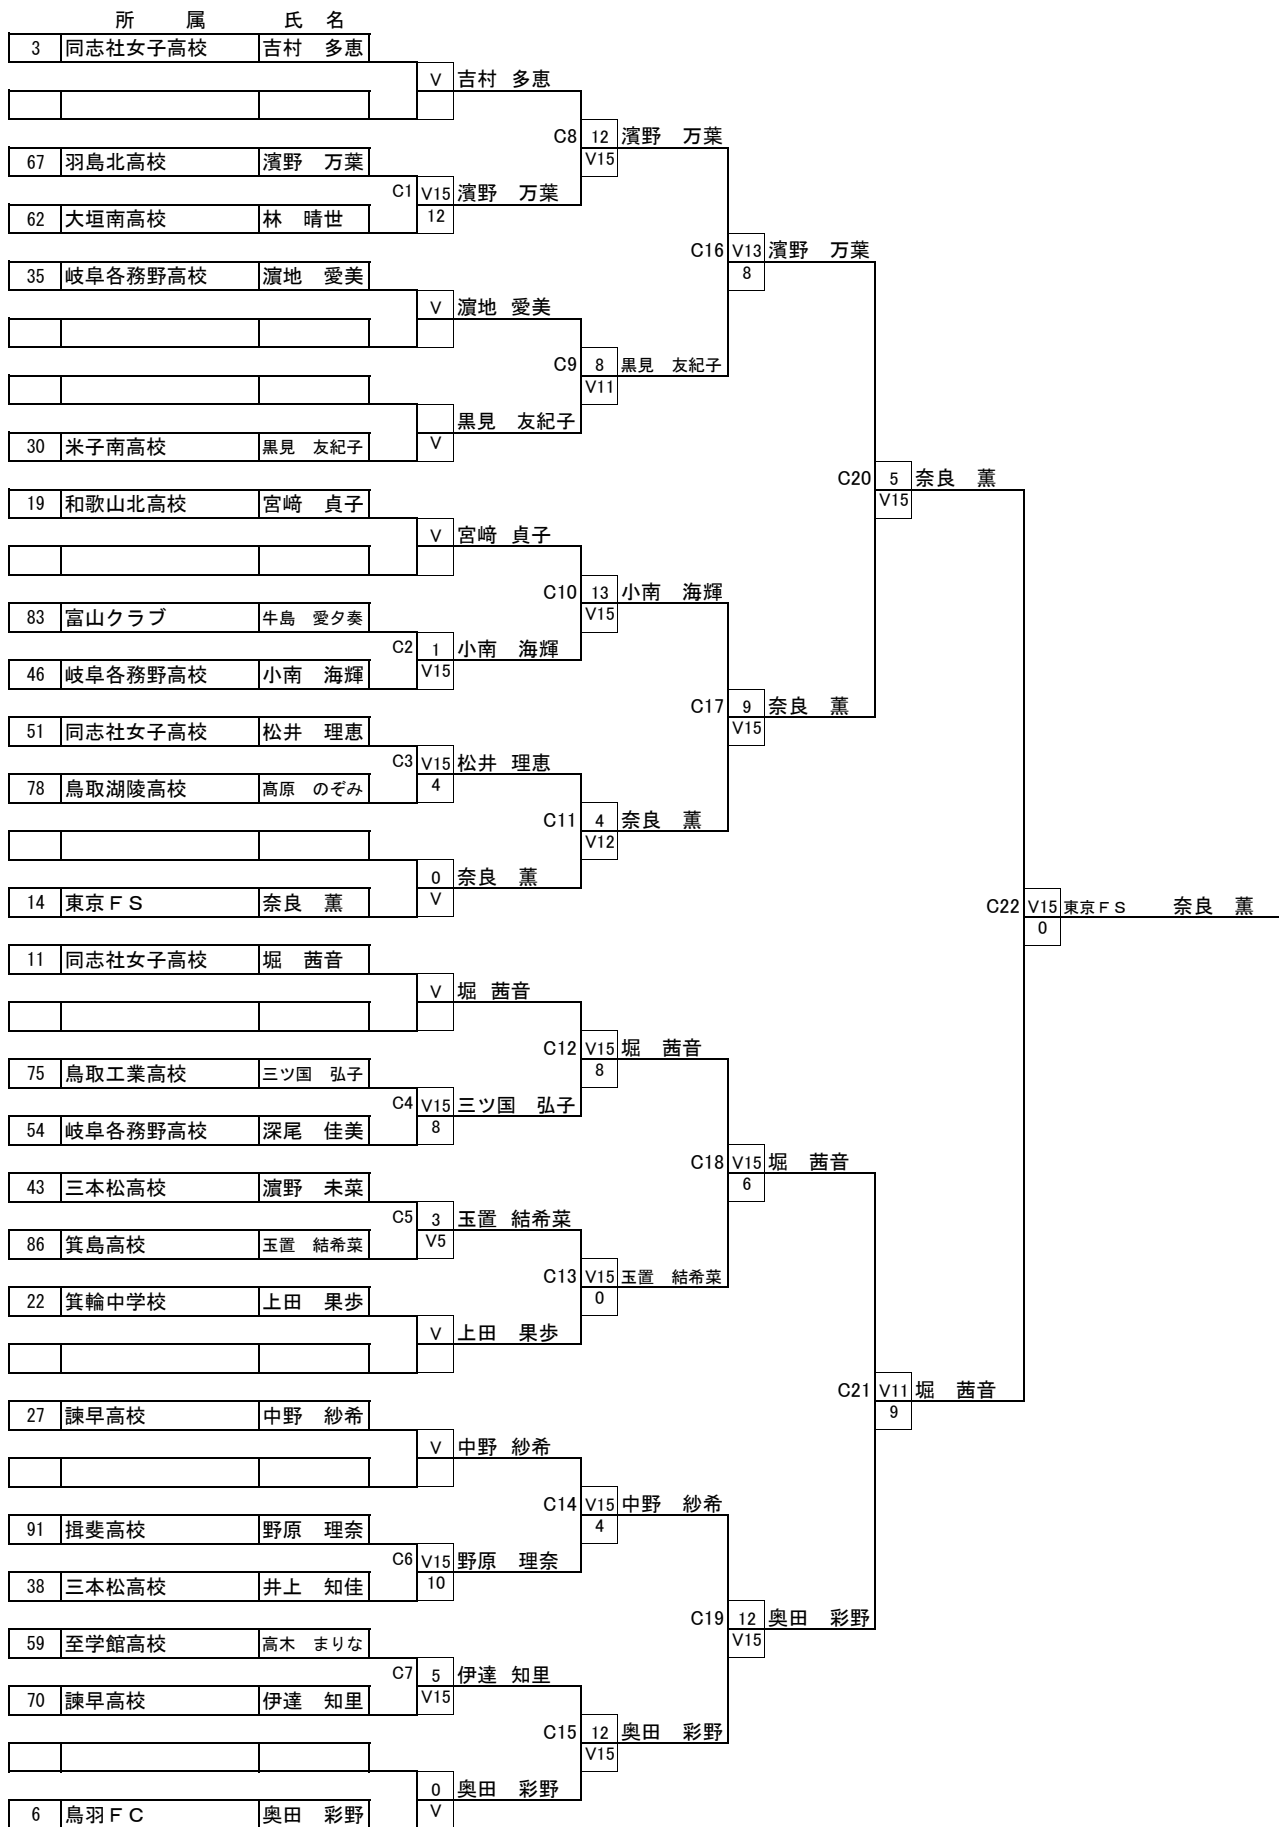 所　属　氏　名
3 同志社女子高校 吉村　多恵
V 吉村　多恵
C8 12 濱野　万葉
V15
67 羽島北高校 濱野　万葉
C1 V15 濱野　万葉
12
62 大垣南高校 林　晴世
C16 V13 濱野　万葉
8
35 岐阜各務野高校 濵地　愛美
V 濵地　愛美
C9 8 黒見　友紀子
V11
黒見　友紀子
V
30 米子南高校 黒見　友紀子
C20 5 奈良　薫
V15
19 和歌山北高校 宮﨑　貞子
V 宮﨑　貞子
C10 13 小南　海輝
V15
83 富山クラブ 牛島　愛夕奏
C2 1 小南　海輝
V15
46 岐阜各務野高校 小南　海輝
C17 9 奈良　薫
V15
51 同志社女子高校 松井　理恵
C3 V15 松井　理恵
4
78 鳥取湖陵高校 髙原　のぞみ
C11 4 奈良　薫
V12
0 奈良　薫
V
14 東京ＦＳ 奈良　薫
C22 V15 東京ＦＳ　奈良　薫
0
11 同志社女子高校 堀　茜音
V 堀　茜音
C12 V15 堀　茜音
8
75 鳥取工業高校 三ツ国　弘子
C4 V15 三ツ国　弘子
8
54 岐阜各務野高校 深尾　佳美
C18 V15 堀　茜音
6
43 三本松高校 濵野　未菜
C5 3 玉置　結希菜
V5
86 箕島高校 玉置　結希菜
C13 V15 玉置　結希菜
0
22 箕輪中学校 上田　果歩
V 上田　果歩
C21 V11 堀　茜音
9
27 諫早高校 中野　紗希
V 中野　紗希
C14 V15 中野　紗希
4
91 揖斐高校 野原　理奈
C6 V15 野原　理奈
10
38 三本松高校 井上　知佳
C19 12 奥田　彩野
V15
59 至学館高校 高木　まりな
C7 5 伊達　知里
V15
70 諫早高校 伊達　知里
C15 12 奥田　彩野
V15
0 奥田　彩野
V
6 鳥羽ＦＣ 奥田　彩野